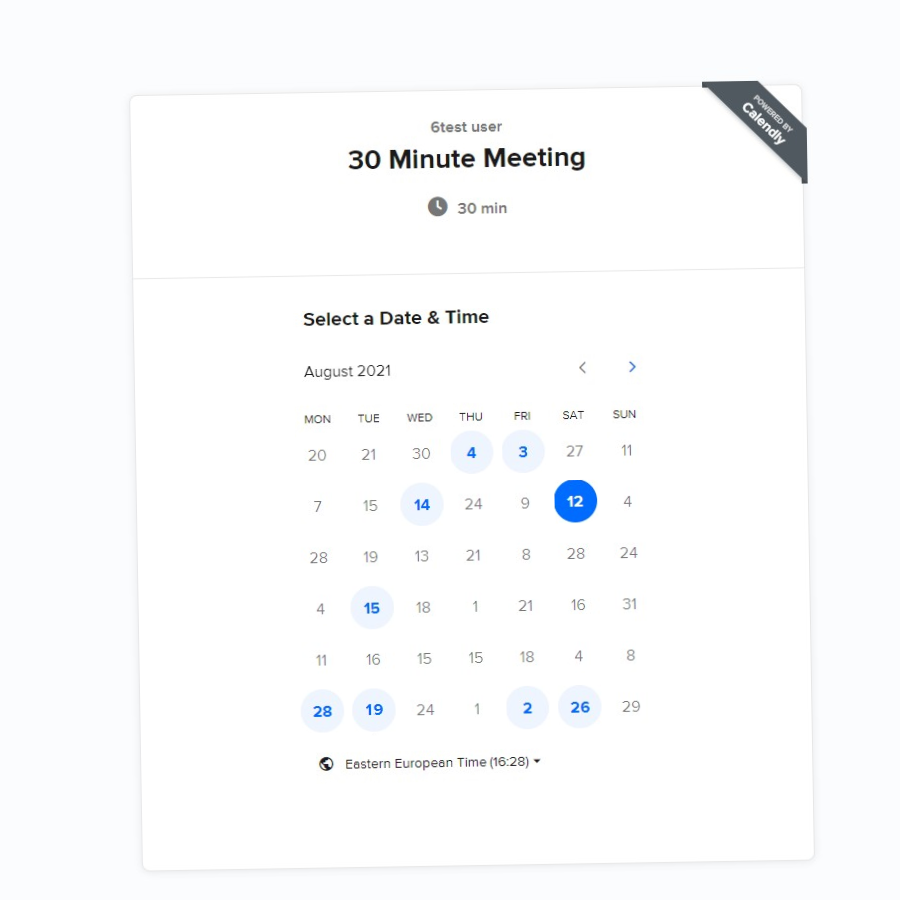 POWERED BY
Calendly
6test user
30 Minute Meeting
30 min
Select a Date & Time
August 2021
MON TUE WED THU FRI SAT SUN
20 21 30 4 3 27 11
7 15 14 24 9 12 4
28 19 13 21 8 28 24
4 15 18 1 21 16 31
11 16 15 15 18 4 8
28 19 24 1 2 26 29
Eastern European Time (16:28)